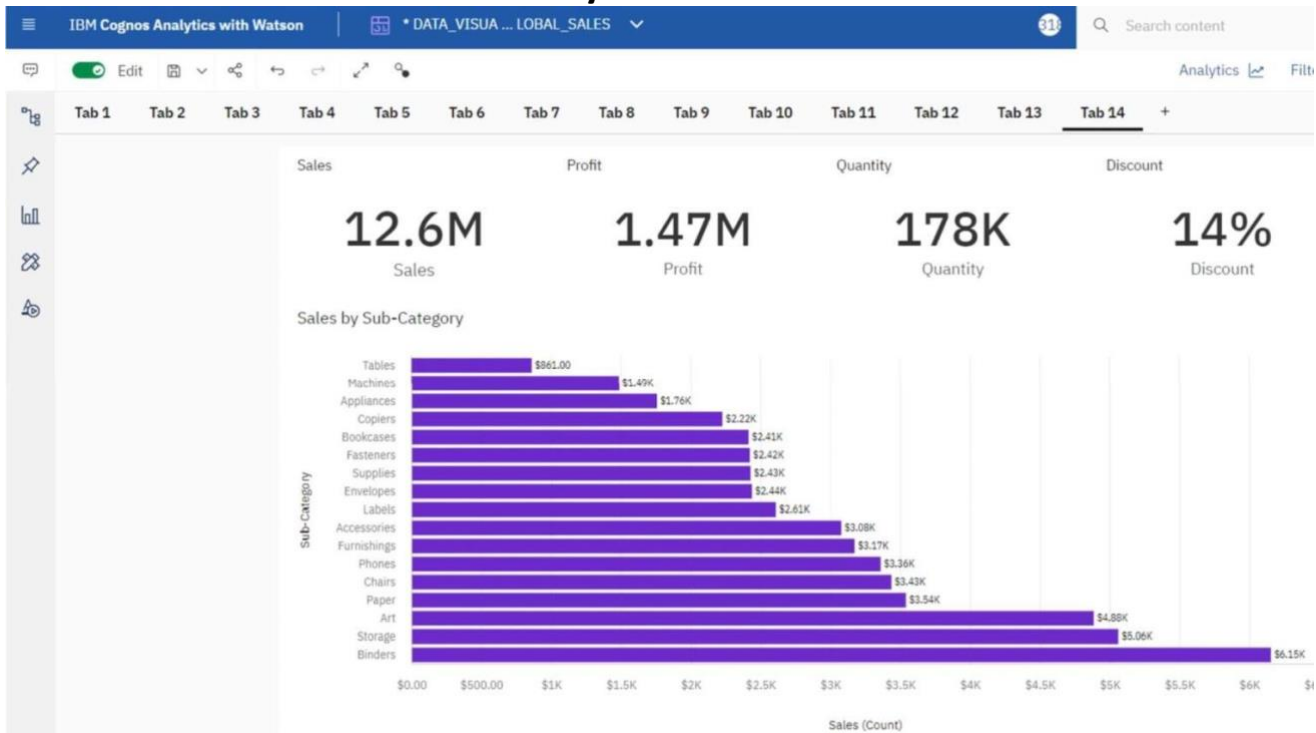 IBM Cognos Analytics with Watson
* DATA_VISUA ... LOBAL_SALES
Search content
Edit
Analytics
Tab 1 Tab 2 Tab 3 Tab 4 Tab 5 Tab 6 Tab 7 Tab 8 Tab 9 Tab 10 Tab 11 Tab 12 Tab 13 Tab 14 +
Sales Profit Quantity Discount
12.6M 1.47M 178K 14%
Sales Profit Quantity Discount
Sales by Sub-Category
Sub-Category
Tables $861.00
Machines $1.49K
Appliances $1.76K
Copiers $2.22K
Bookcases $2.41K
Fasteners $2.42K
Supplies $2.43K
Envelopes $2.44K
Labels $2.61K
Accessories $3.08K
Furnishings $3.17K
Phones $3.36K
Chairs $3.43K
Paper $3.54K
Art $4.88K
Storage $5.06K
Binders $6.15K
$0.00 $500.00 $1K $1.5K $2K $2.5K $3K $3.5K $4K $4.5K $5K $5.5K $6K
Sales (Count)